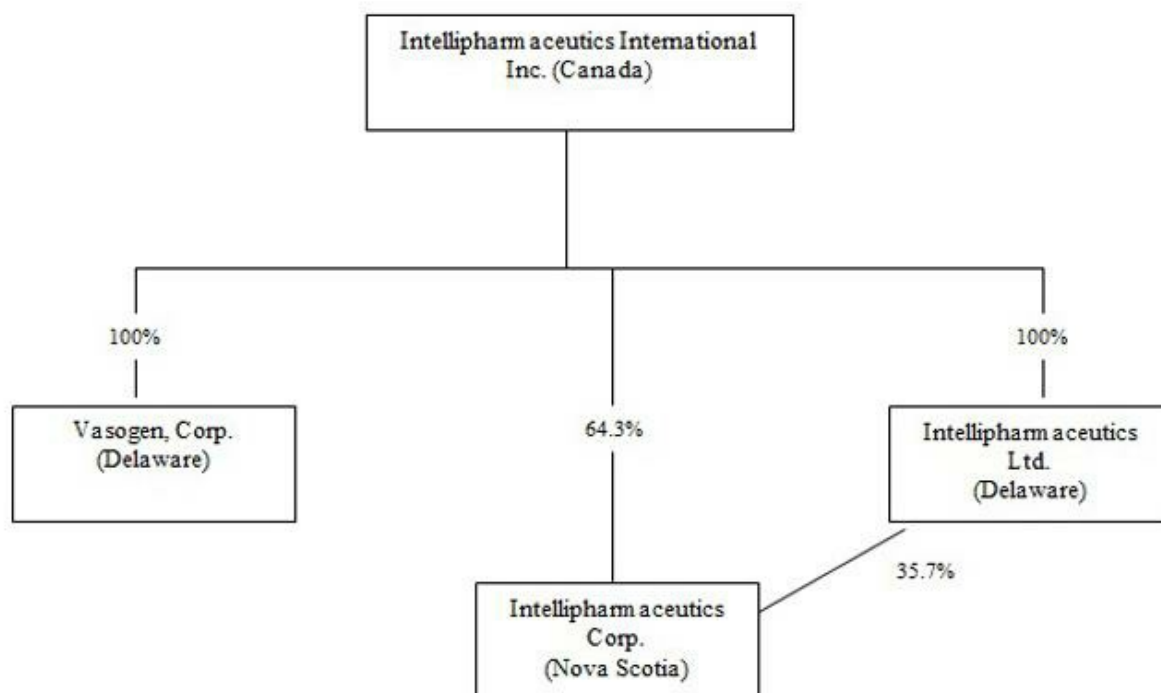 Intellipharmaceutics International
Inc. (Canada)
100%
100%
Vasogen, Corp.
(Delaware)
64.3%
Intellipharmaceutics
Ltd.
(Delaware)
35.7%
Intellipharmaceutics
Corp.
(Nova Scotia)